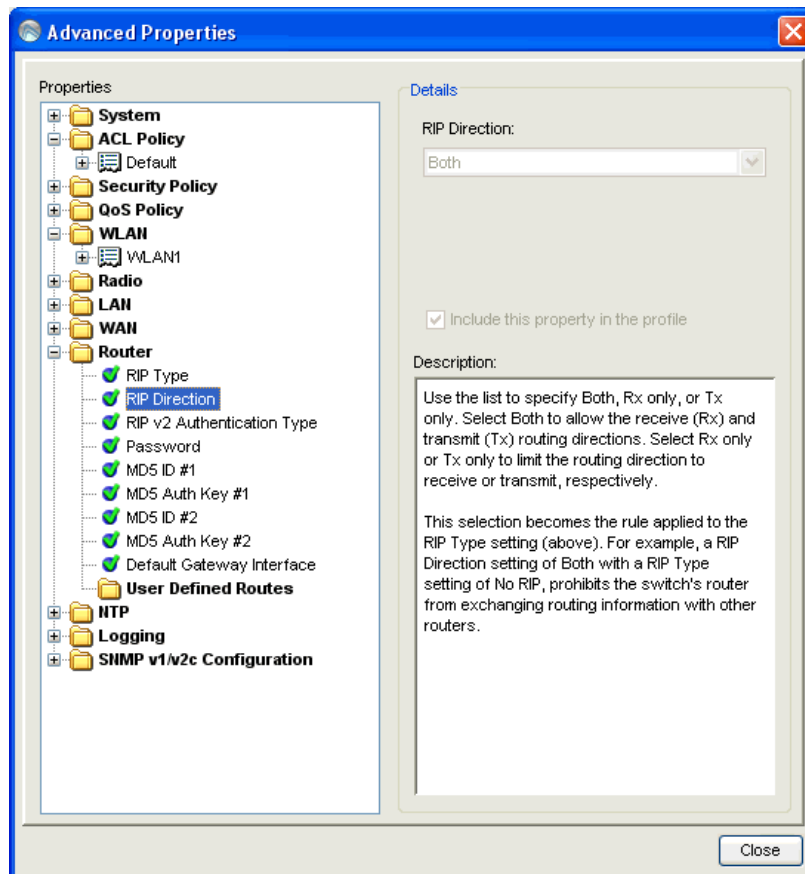 Advanced Properties
Properties
System
ACL Policy
Default
Security Policy
QoS Policy
WLAN
WLAN1
Radio
LAN
WAN
Router
RIP Type
RIP Direction
RIP v2 Authentication Type
Password
MD5 ID #1
MD5 Auth Key #1
MD5 ID #2
MD5 Auth Key #2
Default Gateway Interface
User Defined Routes
NTP
Logging
SNMP v1/v2c Configuration
Details
RIP Direction:
Both
Include this property in the profile
Description:
Use the list to specify Both, Rx only, or Tx
only. Select Both to allow the receive (Rx) and
transmit (Tx) routing directions. Select Rx only
or Tx only to limit the routing direction to
receive or transmit, respectively.
This selection becomes the rule applied to the
RIP Type setting (above). For example, a RIP
Direction setting of Both with a RIP Type
setting of No RIP, prohibits the switch's router
from exchanging routing information with other
routers.
Close